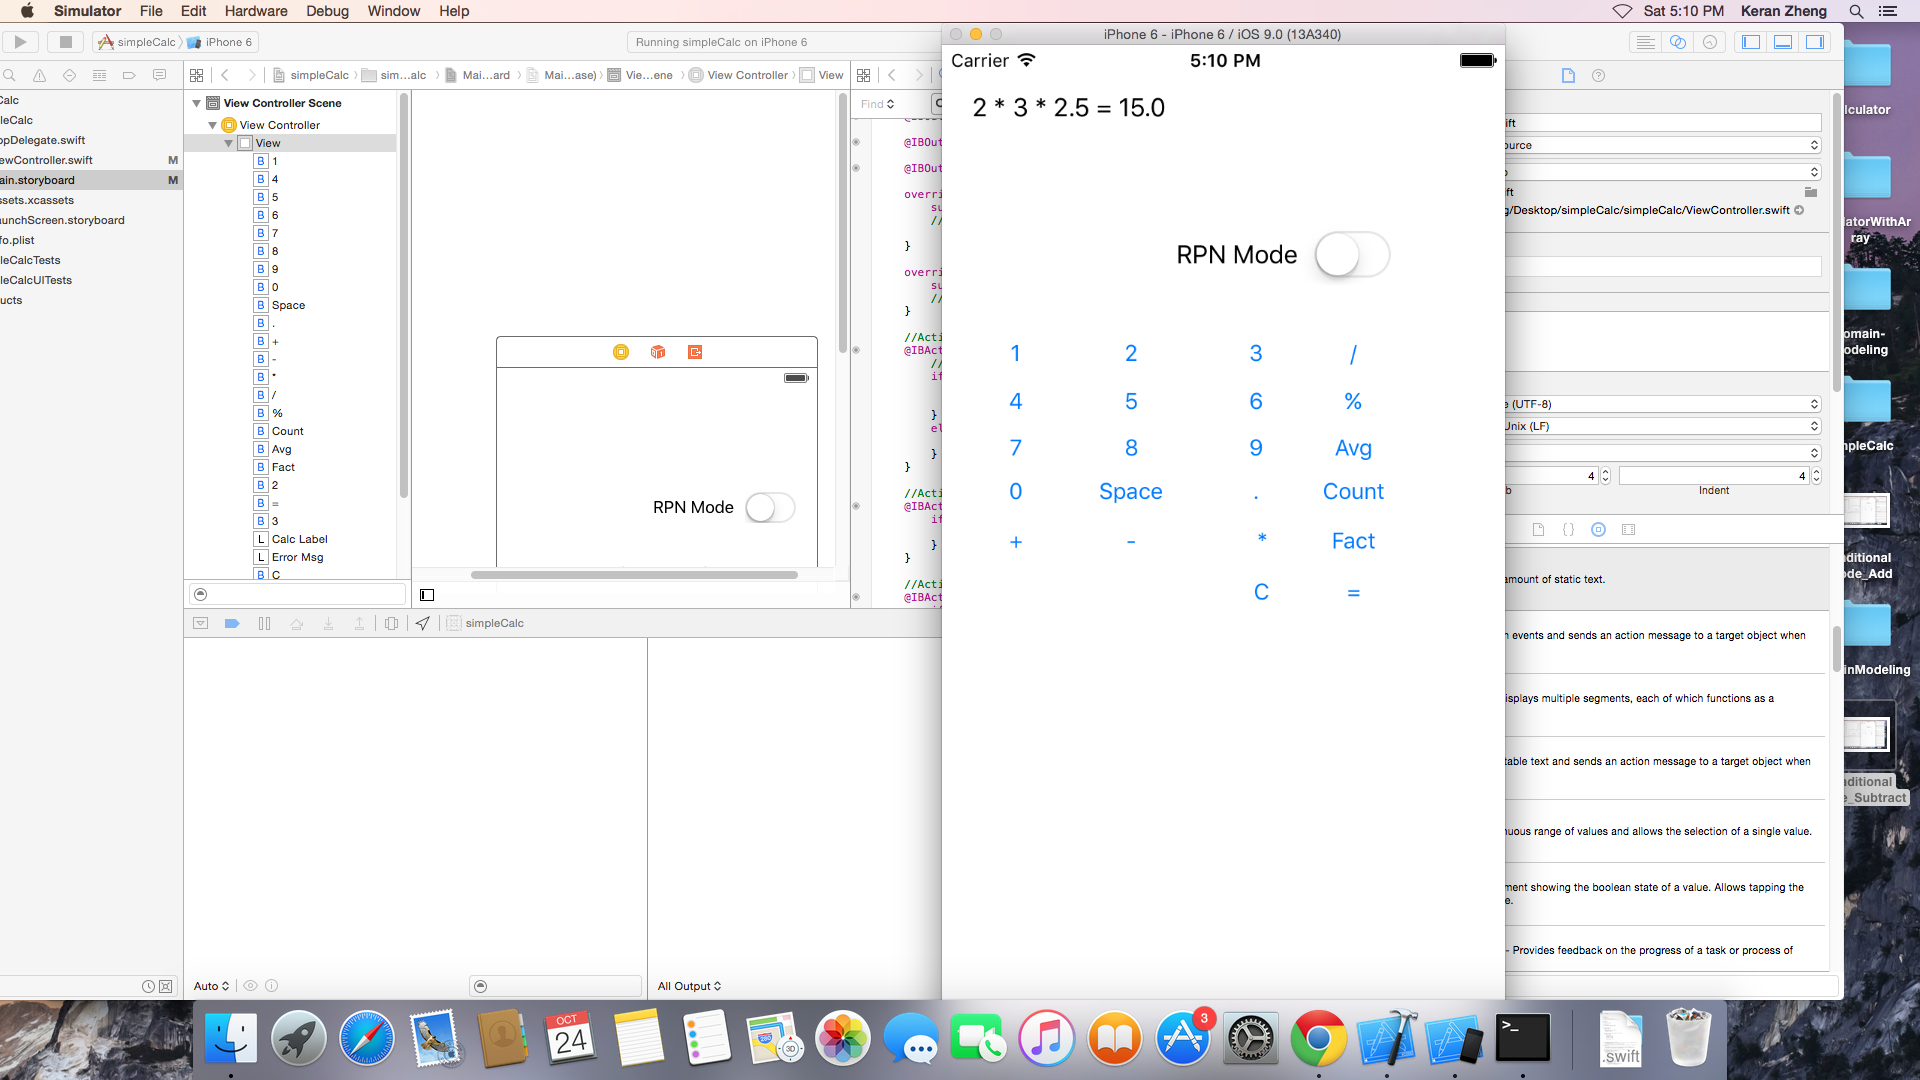 Simulator File Edit Hardware Debug Window Help
Sat 5:10 PM Keran Zheng
simpleCalc iPhone 6
Running simpleCalc on iPhone 6
iPhone 6 - iPhone 6 / iOS 9.0 (13A340)
simpleCalc sim...alc Mai...ard Mai...ase) Vie...ene View Controller View
Calc
leCalc
ppDelegate.swift
ewController.swift M
ain.storyboard M
ssets.xcassets
aunchScreen.storyboard
fo.plist
leCalcTests
leCalcUITests
ucts
View Controller Scene
View Controller
View
B 1
B 4
B 5
B 6
B 7
B 8
B 9
B 0
B Space
B .
B +
B -
B *
B /
B %
B Count
B Avg
B Fact
B 2
B =
B 3
L Calc Label
L Error Msg
B C
RPN Mode
Find
@IBOut
@IBOut
overri
su
//
}
overri
su
//
}
//Acti
@IBAct
//
if
}
el
}
}
//Acti
@IBAct
if
}
}
//Acti
@IBAct
simpleCalc
Auto
All Output
Carrier 5:10 PM
2 * 3 * 2.5 = 15.0
RPN Mode
1 2 3 /
4 5 6 %
7 8 9 Avg
0 Space . Count
+ - * Fact
C =
ift
ource
ft
g/Desktop/simpleCalc/simpleCalc/ViewController.swift
e (UTF-8)
Unix (LF)
4 4
b Indent
amount of static text.
n events and sends an action message to a target object when
isplays multiple segments, each of which functions as a
table text and sends an action message to a target object when
nuous range of values and allows the selection of a single value.
ment showing the boolean state of a value. Allows tapping the
e.
- Provides feedback on the progress of a task or process of
lculator
latorWithAr
ray
omain-
odeling
mpleCalc
nditional
ode_Add
inModeling
nditional
e_Subtract
OCT
24
280
3D
3
>_
.swift